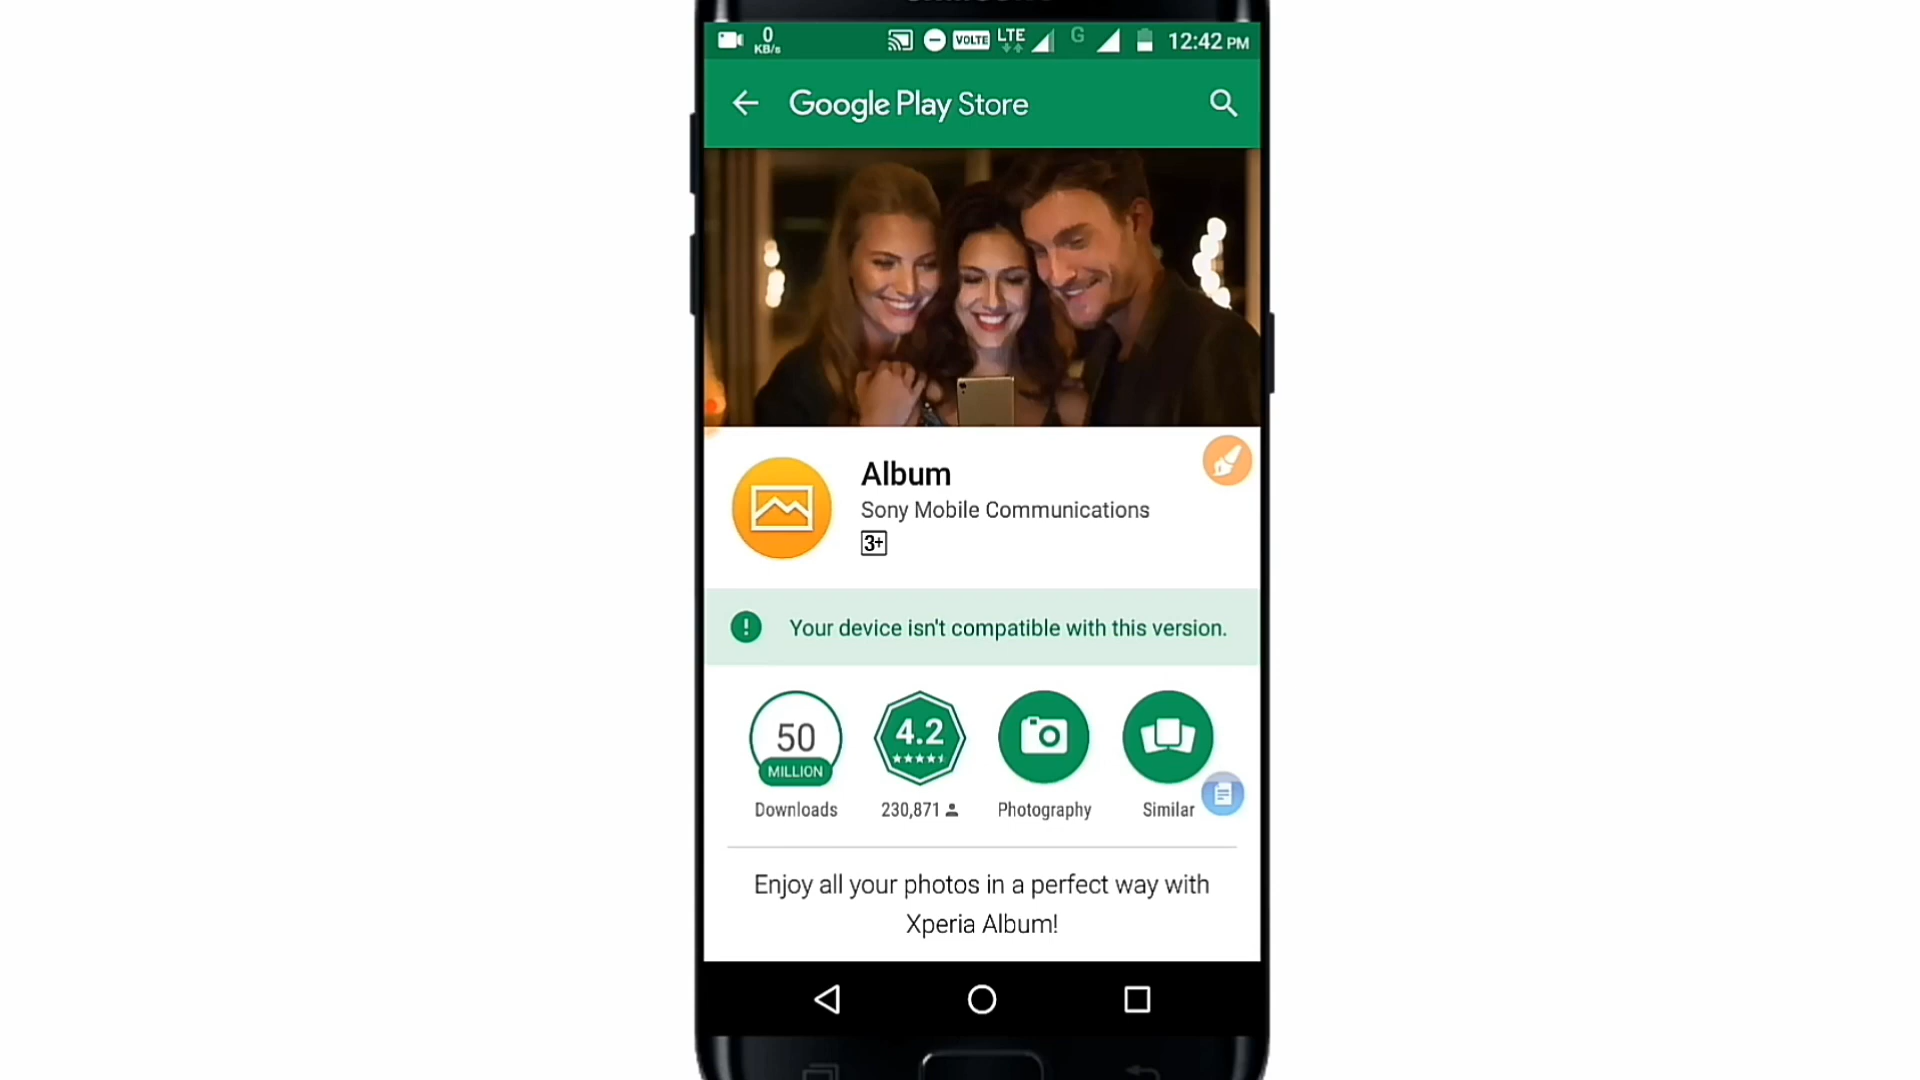 0
KB/s
VOLTE
LTE
G
12:42 PM
Google Play Store
Album
Sony Mobile Communications
3+
Your device isn't compatible with this version.
50
MILLION
Downloads
4.2
230,871
Photography
Similar
Enjoy all your photos in a perfect way with
Xperia Album!